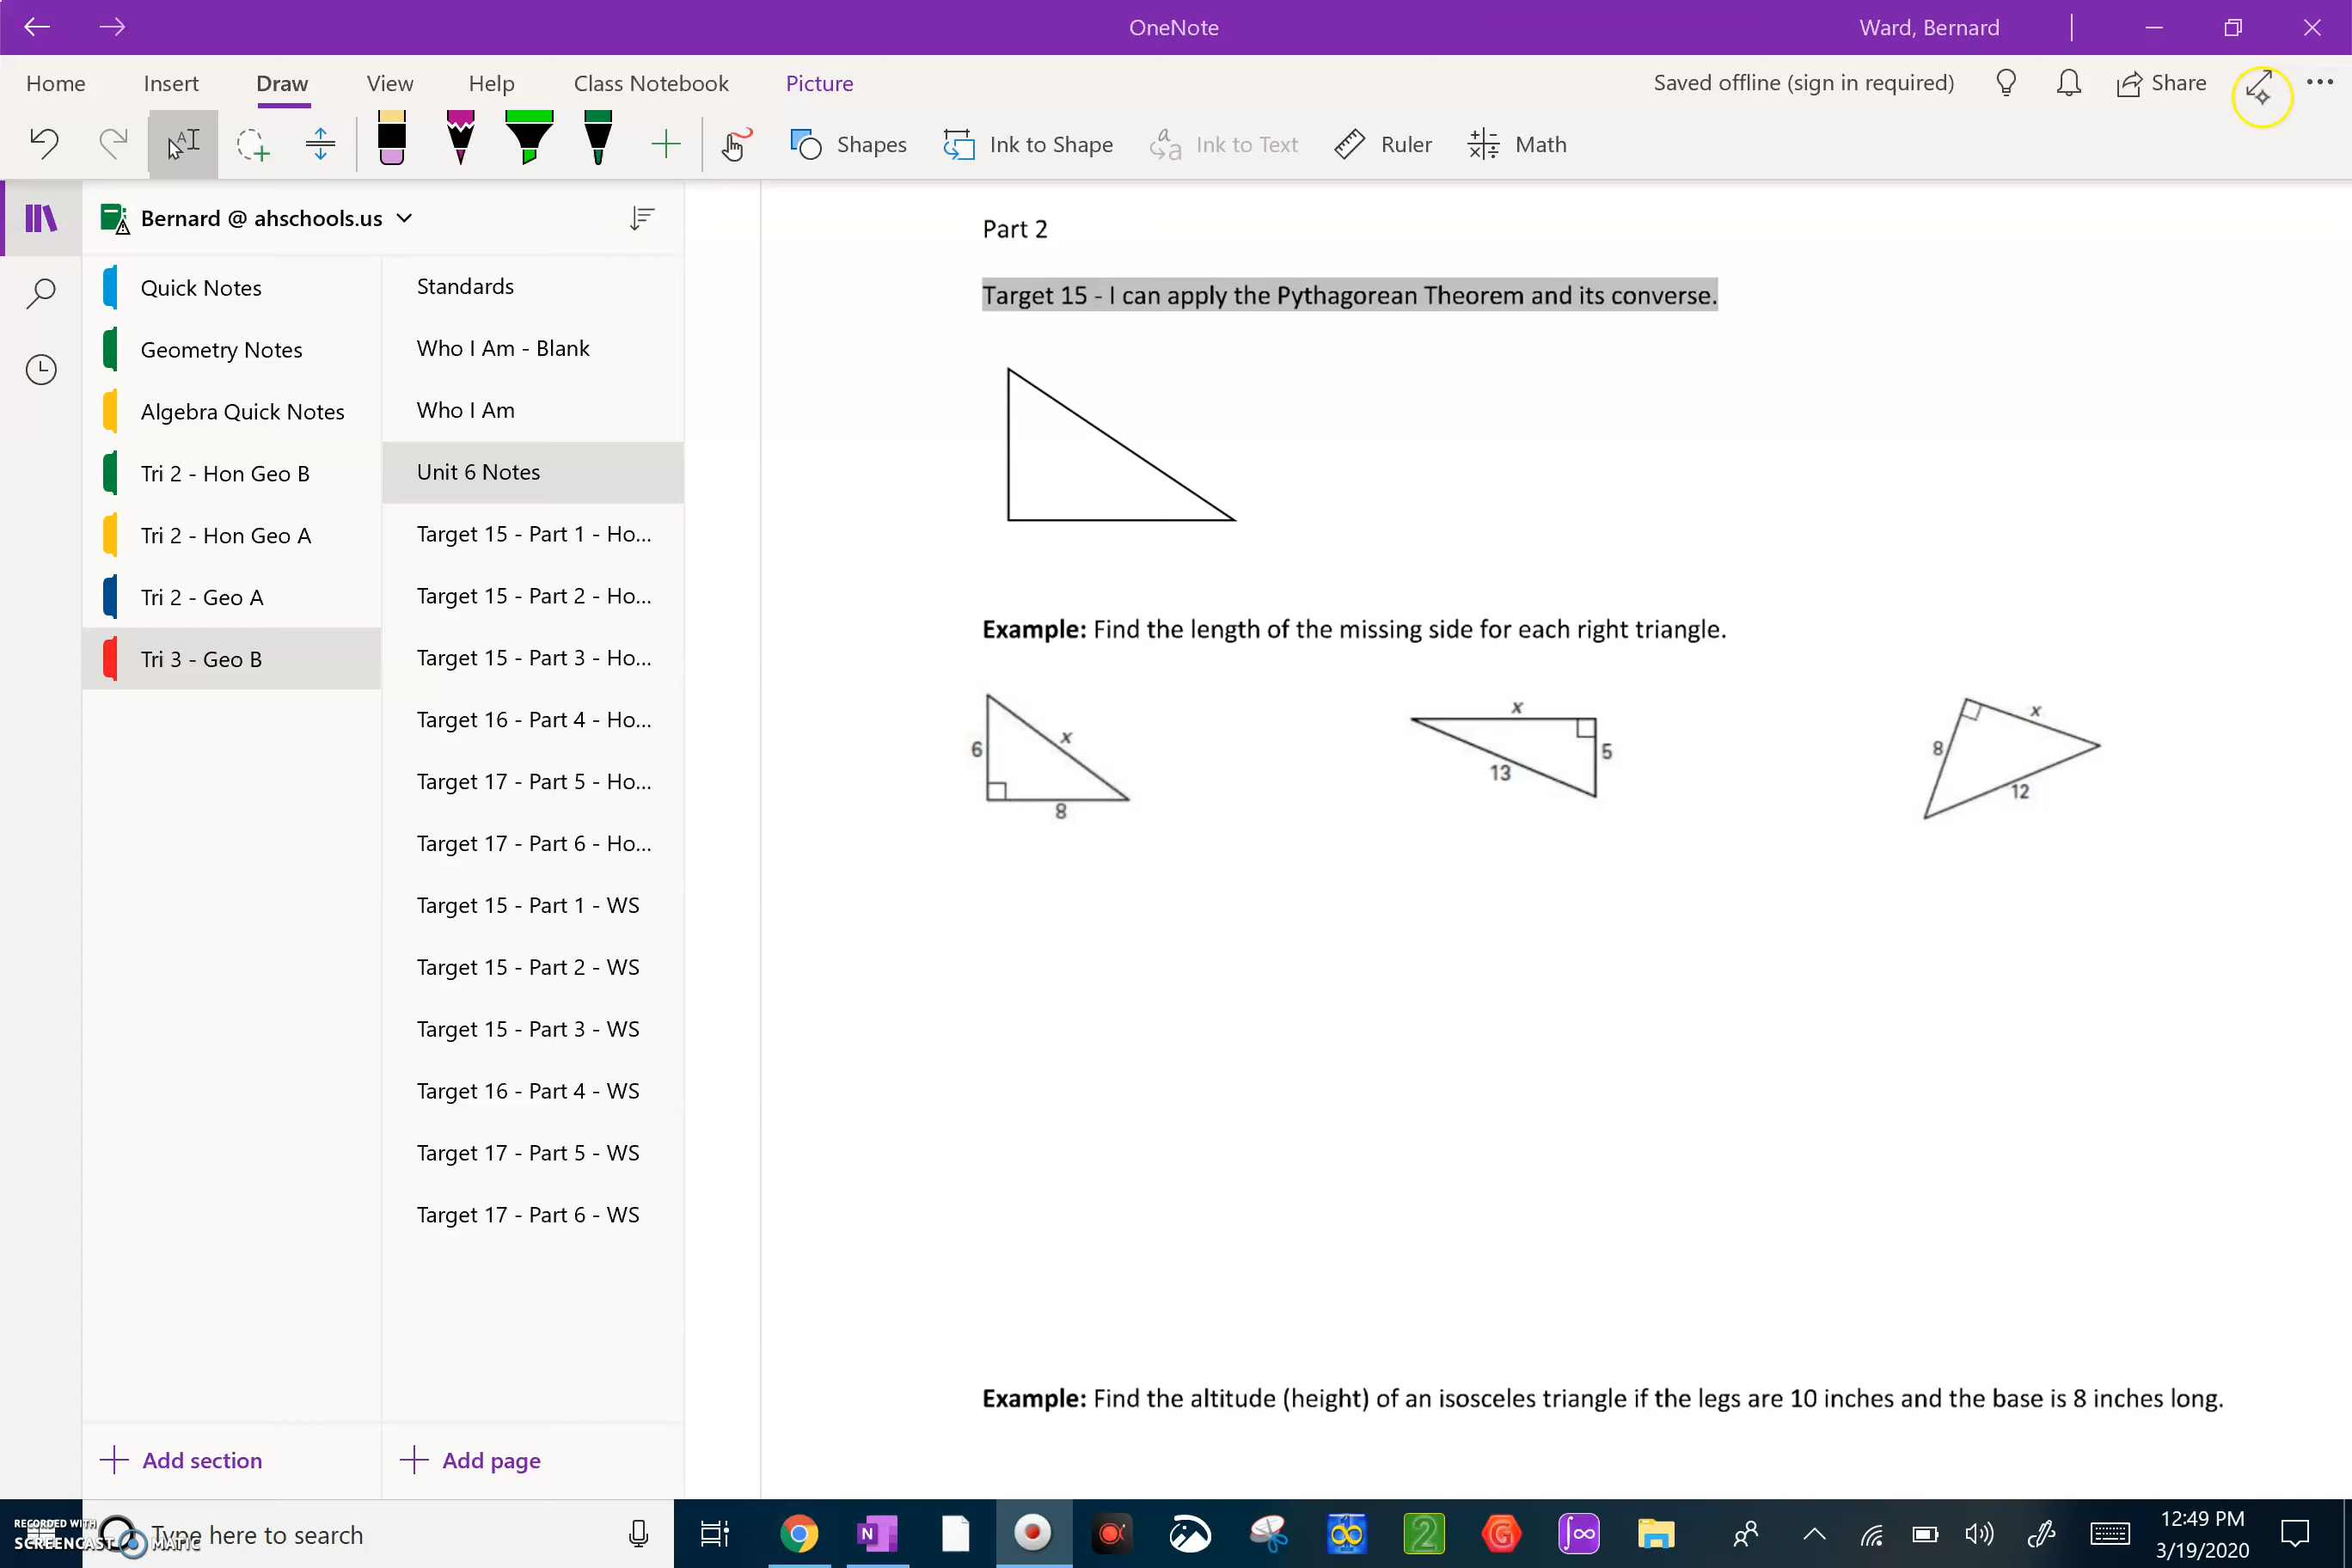 OneNote
Ward, Bernard
Home Insert Draw View Help Class Notebook Picture
Saved offline (sign in required) Share
Shapes Ink to Shape Ink to Text Ruler Math
Bernard @ ahschools.us
Quick Notes
Geometry Notes
Algebra Quick Notes
Tri 2 - Hon Geo B
Tri 2 - Hon Geo A
Tri 2 - Geo A
Tri 3 - Geo B
Add section
Standards
Who I Am - Blank
Who I Am
Unit 6 Notes
Target 15 - Part 1 - Ho...
Target 15 - Part 2 - Ho...
Target 15 - Part 3 - Ho...
Target 16 - Part 4 - Ho...
Target 17 - Part 5 - Ho...
Target 17 - Part 6 - Ho...
Target 15 - Part 1 - WS
Target 15 - Part 2 - WS
Target 15 - Part 3 - WS
Target 16 - Part 4 - WS
Target 17 - Part 5 - WS
Target 17 - Part 6 - WS
Add page
Part 2
Target 15 - I can apply the Pythagorean Theorem and its converse.
Example: Find the length of the missing side for each right triangle.
6 x 8
x 5 13
x 8 12
Example: Find the altitude (height) of an isosceles triangle if the legs are 10 inches and the base is 8 inches long.
RECORDED WITH
SCREENCAST MATIC
Type here to search
12:49 PM
3/19/2020